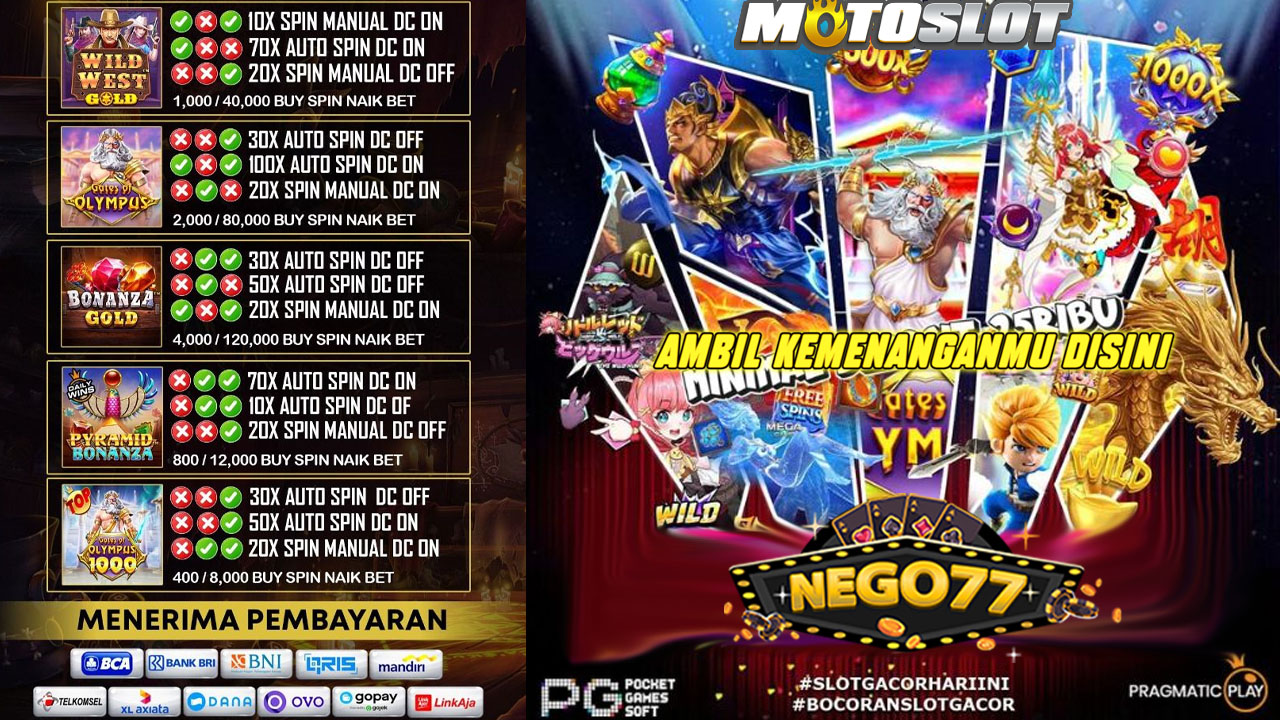 WILD WEST GOLD
10X SPIN MANUAL DC ON
70X AUTO SPIN DC ON
20X SPIN MANUAL DC OFF
1,000 / 40,000 BUY SPIN NAIK BET
Gates of OLYMPUS
30X AUTO SPIN DC OFF
100X AUTO SPIN DC ON
20X SPIN MANUAL DC ON
2,000 / 80,000 BUY SPIN NAIK BET
BONANZA GOLD
30X AUTO SPIN DC OFF
50X AUTO SPIN DC OFF
20X SPIN MANUAL DC ON
4,000 / 120,000 BUY SPIN NAIK BET
DAILY WINS
PYRAMID BONANZA
70X AUTO SPIN DC ON
10X AUTO SPIN DC OF
20X SPIN MANUAL DC OFF
800 / 12,000 BUY SPIN NAIK BET
TOP
Gates of OLYMPUS 1000
30X AUTO SPIN DC OFF
50X AUTO SPIN DC ON
20X SPIN MANUAL DC ON
400 / 8,000 BUY SPIN NAIK BET
MENERIMA PEMBAYARAN
BCA
BANK BRI
BNI
QRIS
mandiri
TELKOMSEL
XL axiata
DANA
OVO
gopay
gojek
LinkAja
MOTOSLOT
1000X
25RIBU
AMBIL KEMENANGANMU DISINI
MINIMAL
FREE SPINS
MEGA
WILD
Gates
YM
WILD
WILD
NEGO77
PG POCKET GAMES SOFT
#SLOTGACORHARIINI
#BOCORANSLOTGACOR
PRAGMATIC PLAY